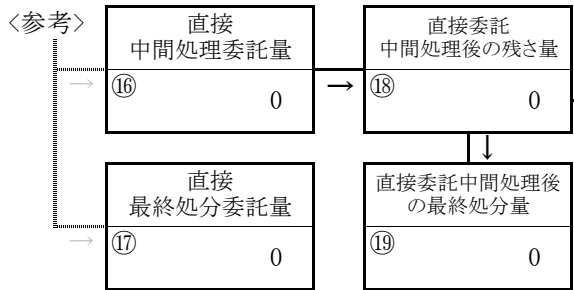 〈参考〉
直接
中間処理委託量
⑯
0
→
→
直接委託
中間処理後の残さ量
⑱
0
↓
直接
最終処分委託量
⑰
0
→
直接委託中間処理後
の最終処分量
⑲
0